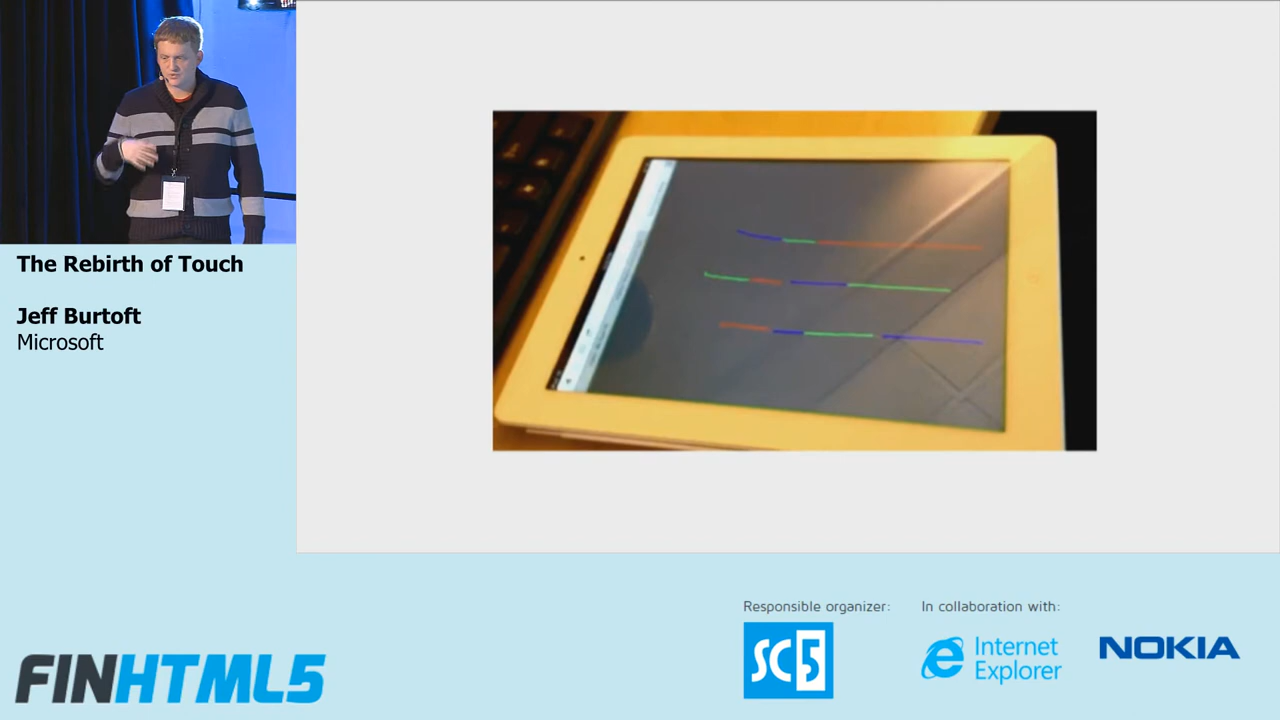 The Rebirth of Touch
Jeff Burtoft
Microsoft
Responsible organizer:
In collaboration with:
SC5
Internet
Explorer
NOKIA
FINHTML5